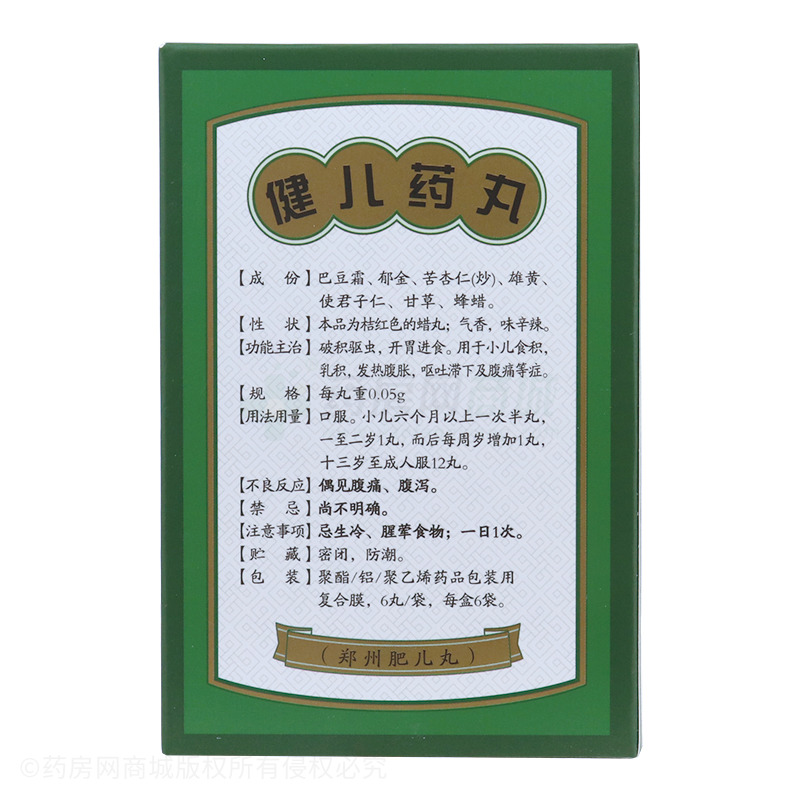 健儿药丸
【成 份】巴豆霜、郁金、苦杏仁(炒)、雄黄、
使君子仁、甘草、蜂蜡。
【性 状】本品为桔红色的蜡丸；气香，味辛辣。
【功能主治】破积驱虫，开胃进食。用于小儿食积，
乳积，发热腹胀，呕吐滞下及腹痛等症。
【规 格】每丸重0.05g
【用法用量】口服。小儿六个月以上一次半丸，
一至二岁1丸，而后每周岁增加1丸，
十三岁至成人服12丸。
【不良反应】偶见腹痛、腹泻。
【禁 忌】尚不明确。
【注意事项】忌生冷、腥荤食物；一日1次。
【贮 藏】密闭，防潮。
【包 装】聚酯/铝/聚乙烯药品包装用
复合膜，6丸/袋，每盒6袋。
（郑州肥儿丸）
©药房网商城版权所有侵权必究